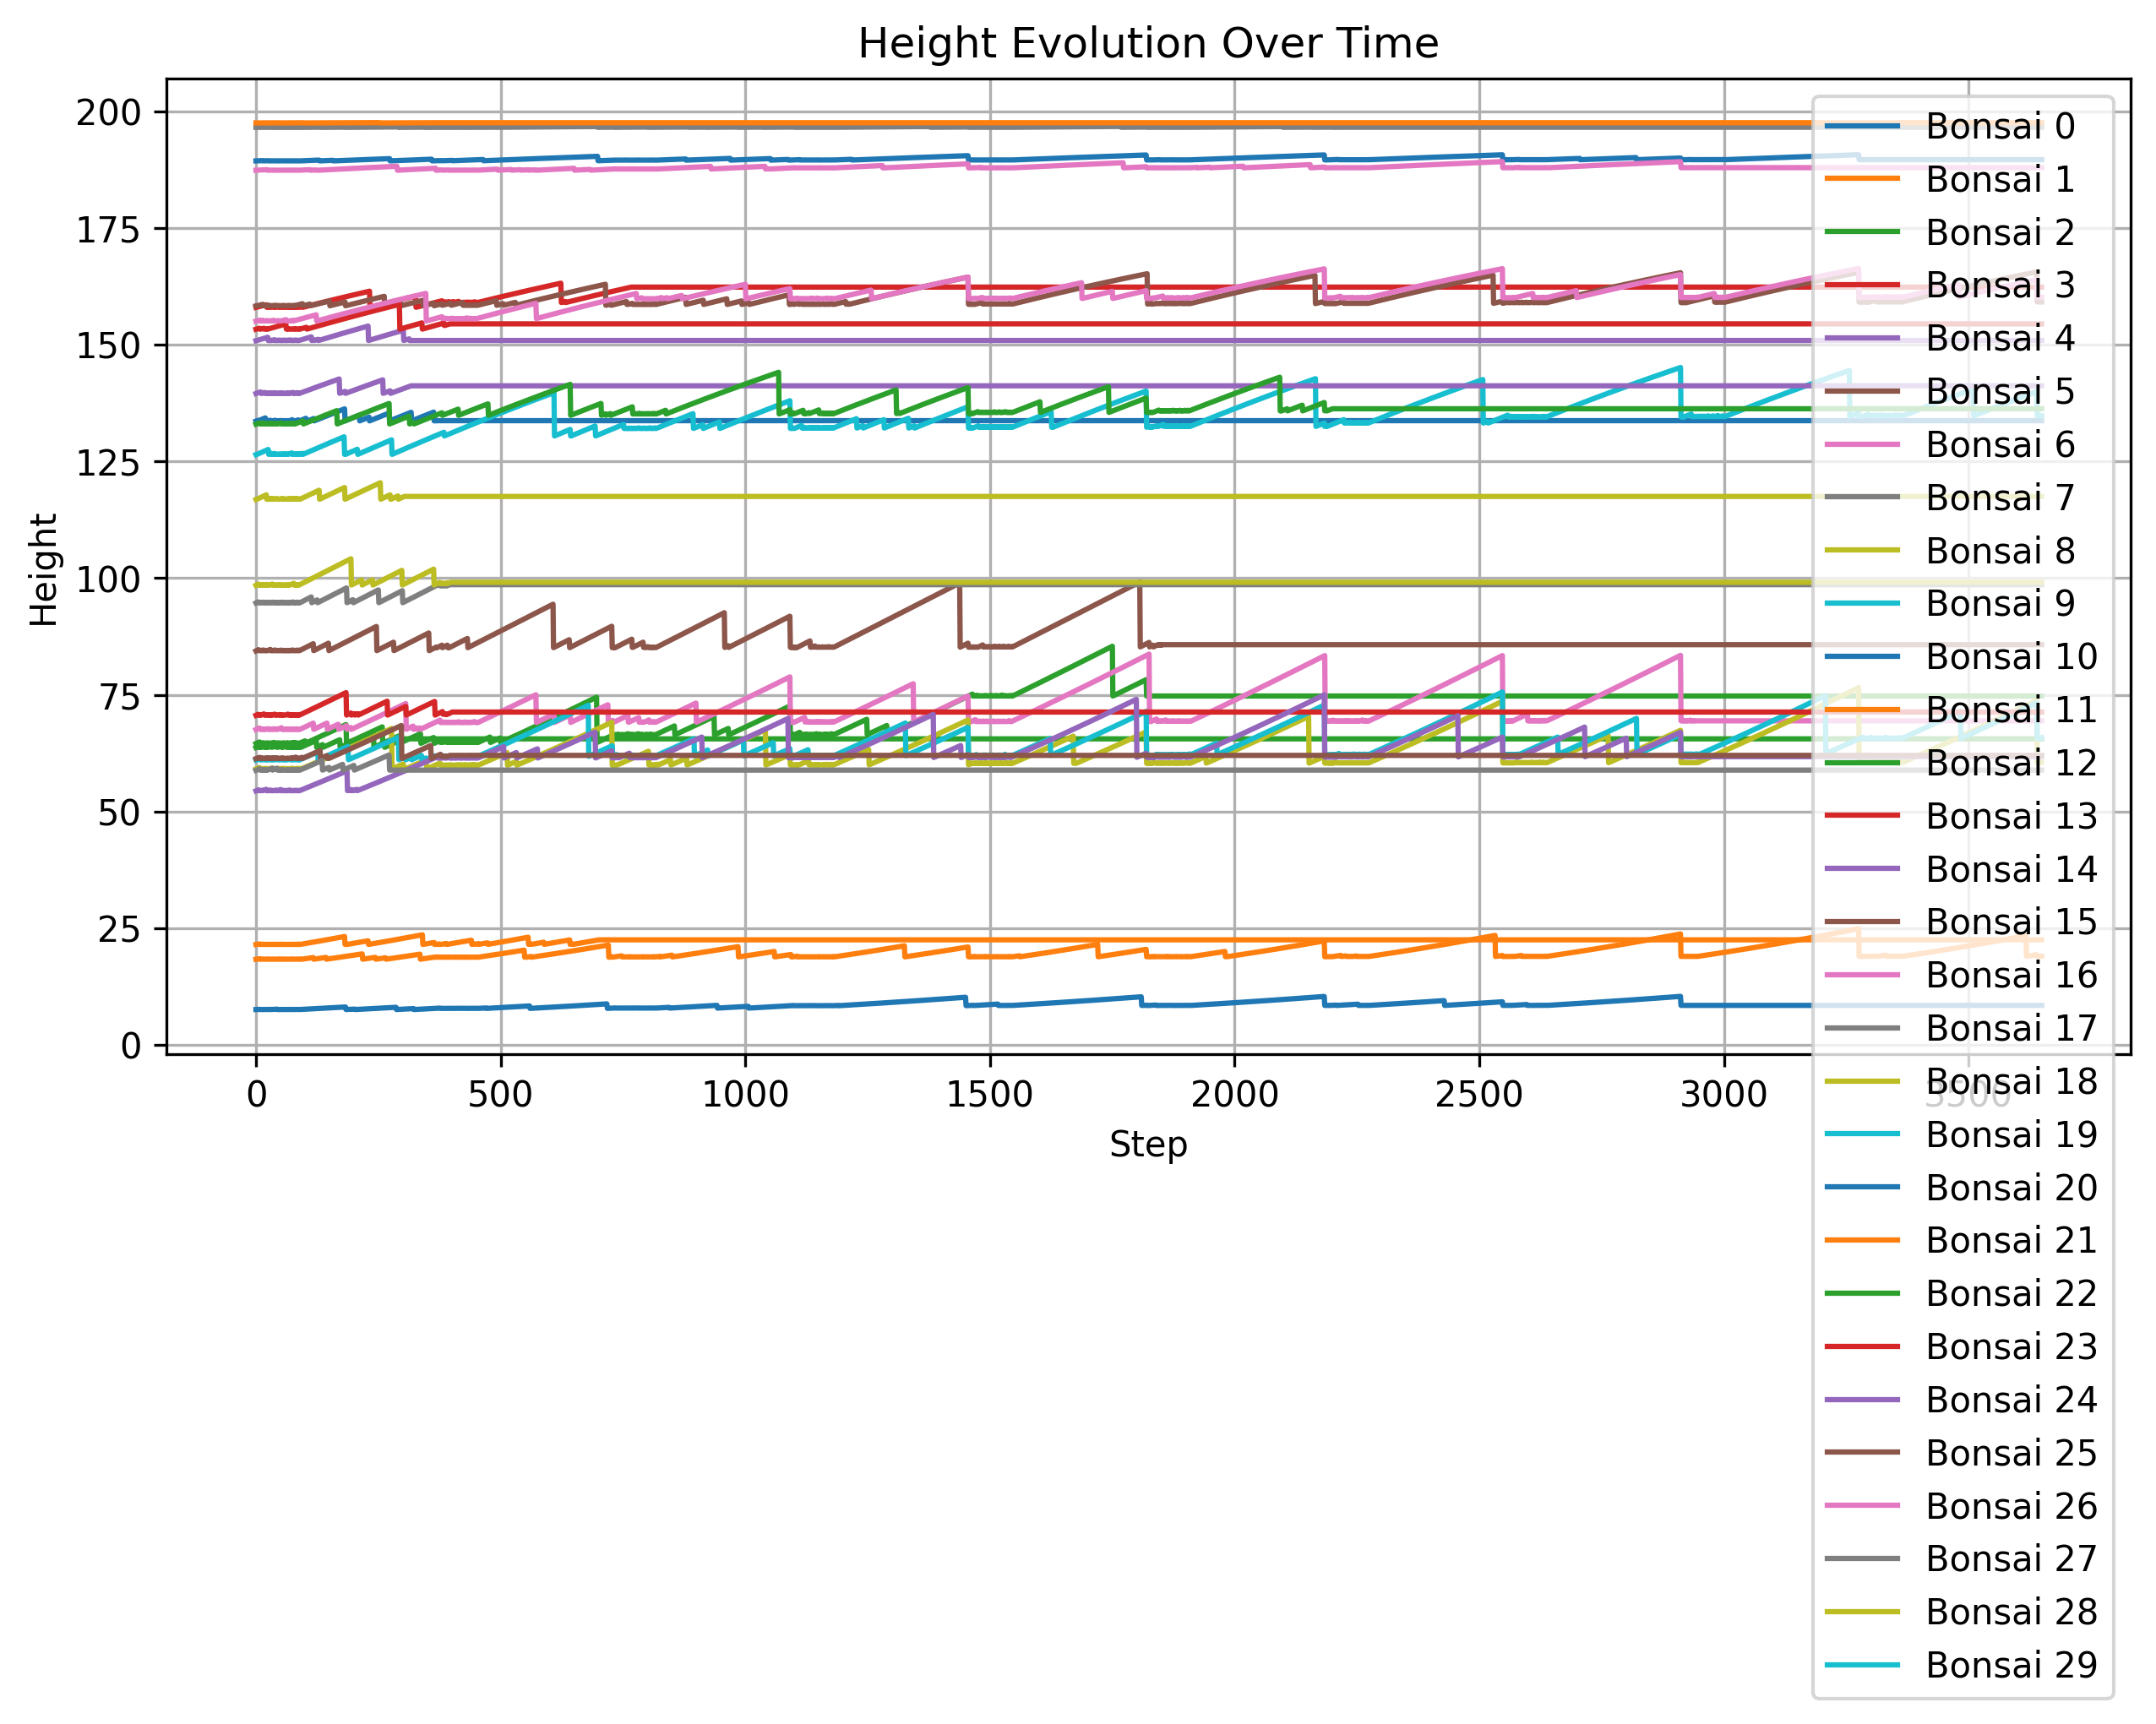 Height Evolution Over Time
Height
200
175
150
125
100
75
50
25
0
0 500 1000 1500 2000 2500 3000 3500
Step
Bonsai 0
Bonsai 1
Bonsai 2
Bonsai 3
Bonsai 4
Bonsai 5
Bonsai 6
Bonsai 7
Bonsai 8
Bonsai 9
Bonsai 10
Bonsai 11
Bonsai 12
Bonsai 13
Bonsai 14
Bonsai 15
Bonsai 16
Bonsai 17
Bonsai 18
Bonsai 19
Bonsai 20
Bonsai 21
Bonsai 22
Bonsai 23
Bonsai 24
Bonsai 25
Bonsai 26
Bonsai 27
Bonsai 28
Bonsai 29